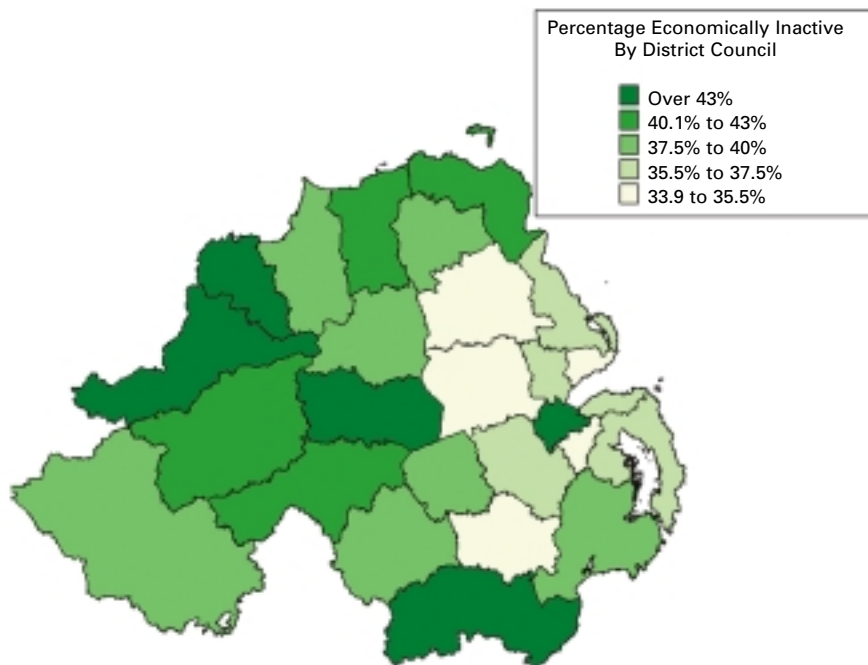 Percentage Economically Inactive
By District Council
Over 43%
40.1% to 43%
37.5% to 40%
35.5% to 37.5%
33.9 to 35.5%